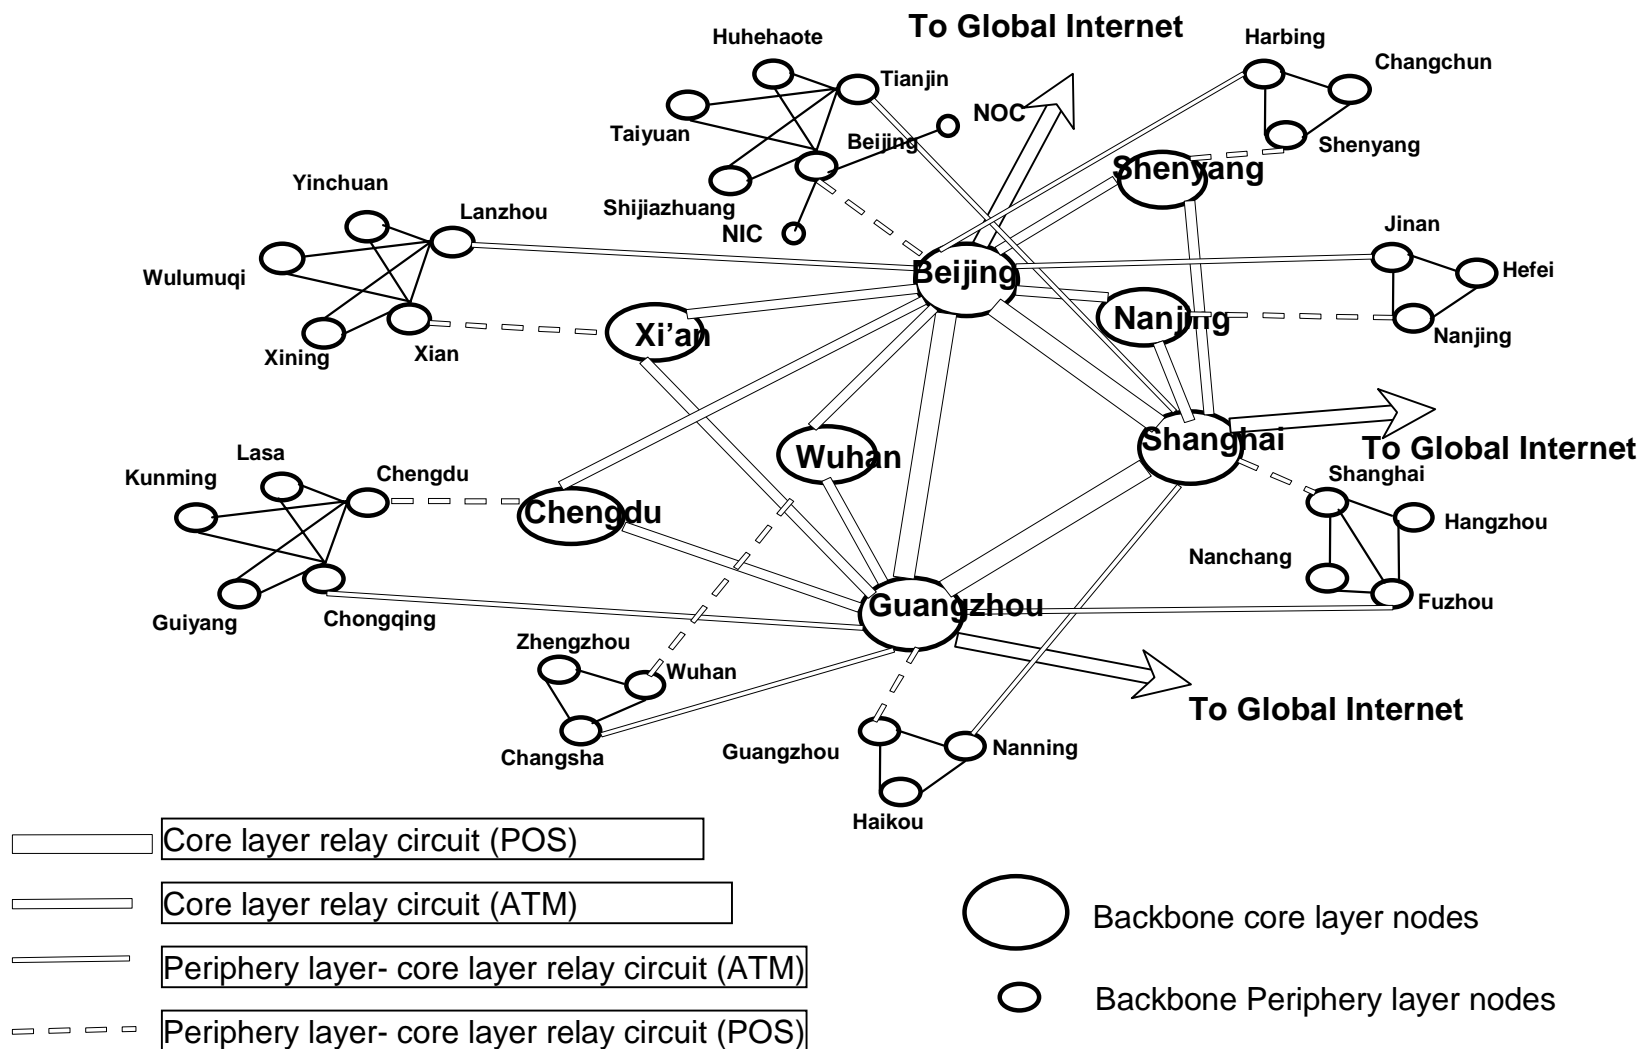 To Global Internet
Huhehaote
Harbing
Tianjin
Changchun
NOC
Taiyuan
Beijing
Shenyang
Shenyang
Yinchuan
Shijiazhuang
Lanzhou
NIC
Jinan
Wulumuqi
Beijing
Hefei
Nanjing
Xi’an
Nanjing
Xining
Xian
Shanghai
To Global Internet
Lasa
Wuhan
Kunming
Chengdu
Shanghai
Chengdu
Hangzhou
Nanchang
Guangzhou
Fuzhou
Guiyang
Chongqing
Zhengzhou
Wuhan
To Global Internet
Changsha
Guangzhou
Nanning
Haikou
Core layer relay circuit (POS)
Core layer relay circuit (ATM)
Backbone core layer nodes
Periphery layer- core layer relay circuit (ATM)
Backbone Periphery layer nodes
Periphery layer- core layer relay circuit (POS)